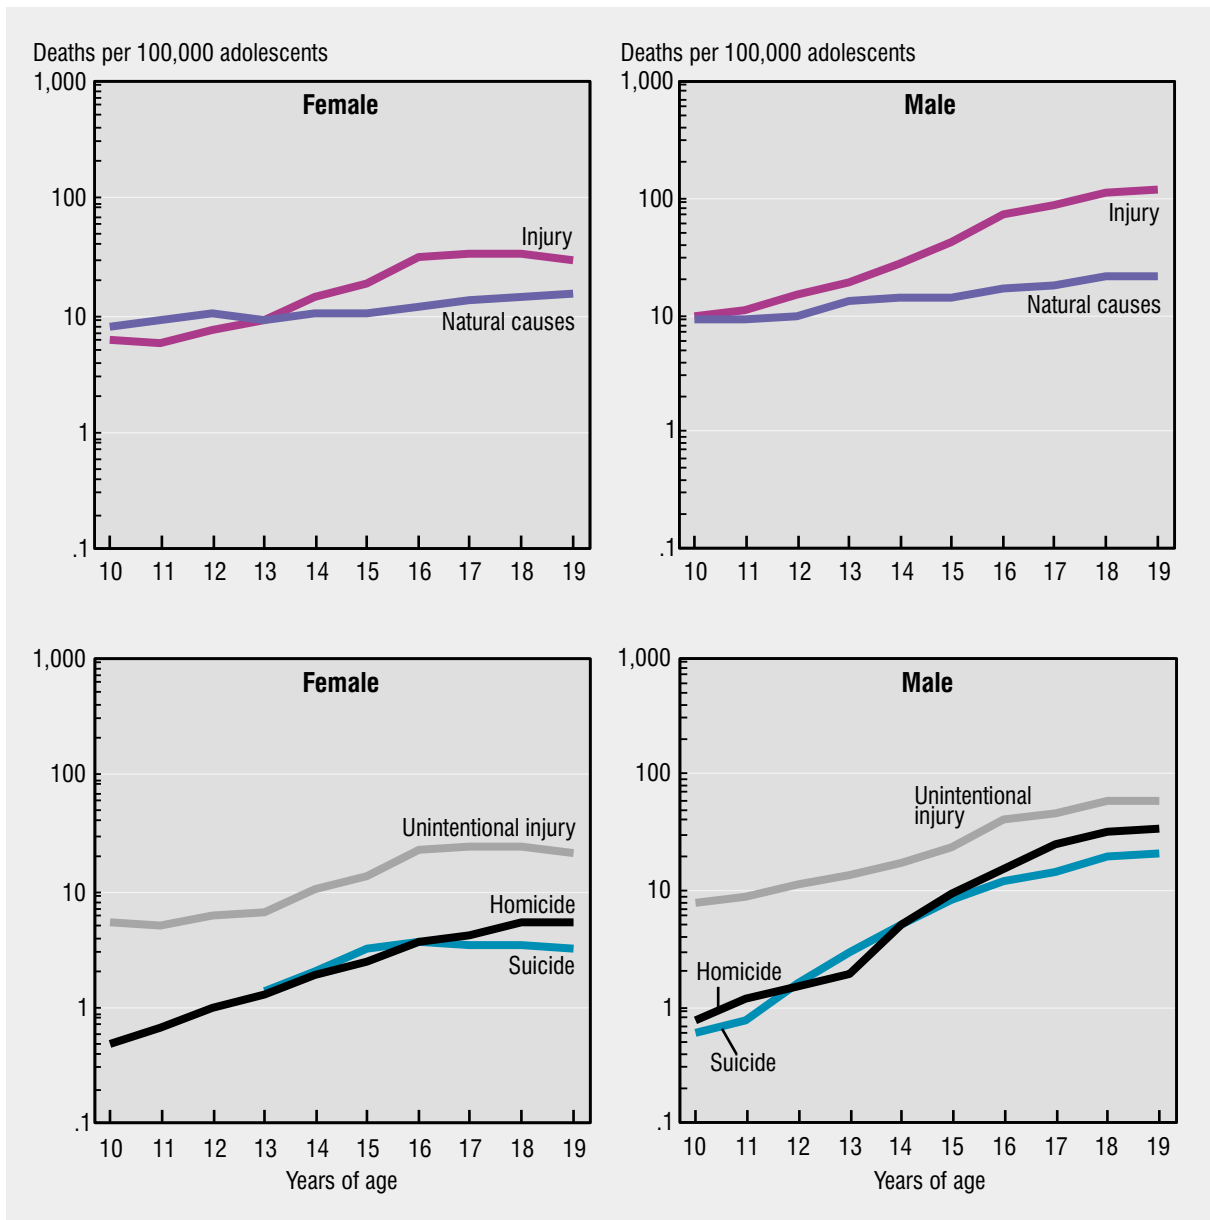 Deaths per 100,000 adolescents
Female
1,000
100
10
1
.1
Injury
Natural causes
10 11 12 13 14 15 16 17 18 19
Deaths per 100,000 adolescents
Male
1,000
100
10
1
.1
Injury
Natural causes
10 11 12 13 14 15 16 17 18 19
Female
1,000
100
10
1
.1
Unintentional injury
Homicide
Suicide
10 11 12 13 14 15 16 17 18 19
Years of age
Male
1,000
100
10
1
.1
Unintentional
injury
Homicide
Suicide
10 11 12 13 14 15 16 17 18 19
Years of age